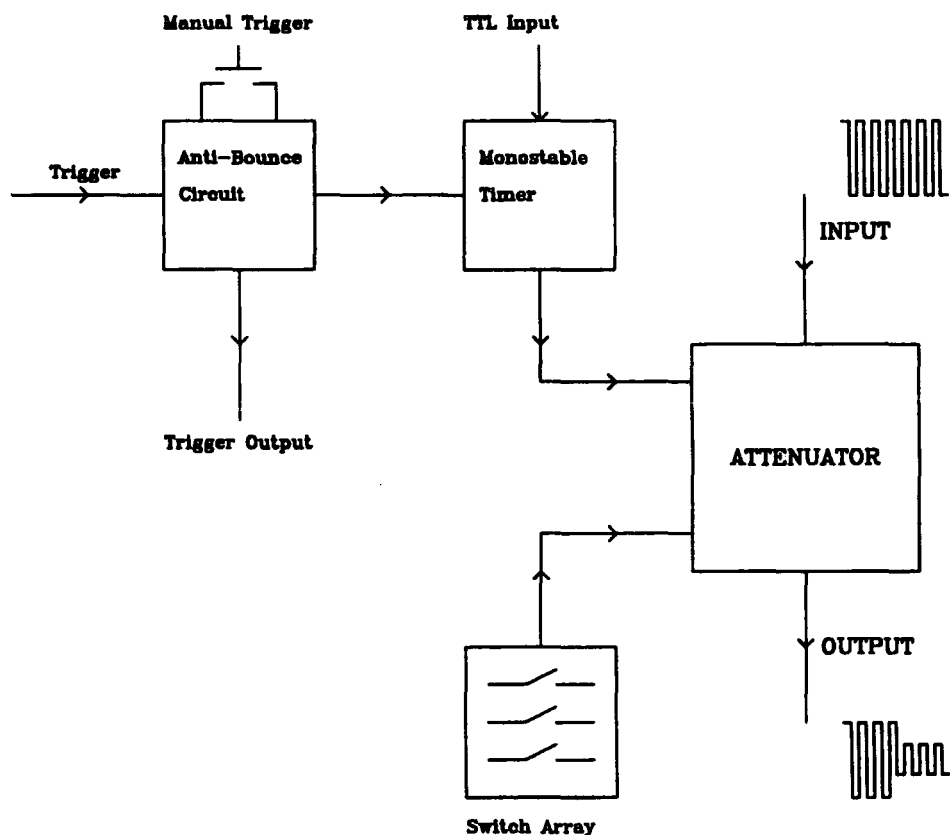 Manual Trigger
TTL Input
Anti-Bounce
Circuit
Monostable
Timer
Trigger
INPUT
Trigger Output
ATTENUATOR
OUTPUT
Switch Array